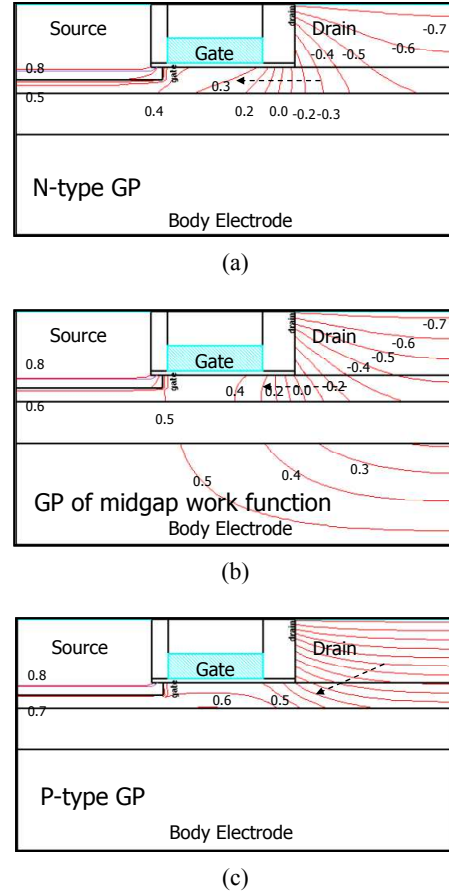 Source
drain
Drain
-0.7
-0.6
-0.4
-0.5
Gate
gate
0.8
0.5
0.3
0.4
0.2
0.0
-0.2
-0.3
N-type GP
Body Electrode
(a)
Source
drain
Drain
-0.7
-0.6
-0.5
-0.4
Gate
gate
0.8
0.6
0.4
0.2
0.0
-0.2
0.5
0.3
0.4
0.5
GP of midgap work function
Body Electrode
(b)
Source
drain
Drain
Gate
gate
0.8
0.7
0.6
0.5
P-type GP
Body Electrode
(c)